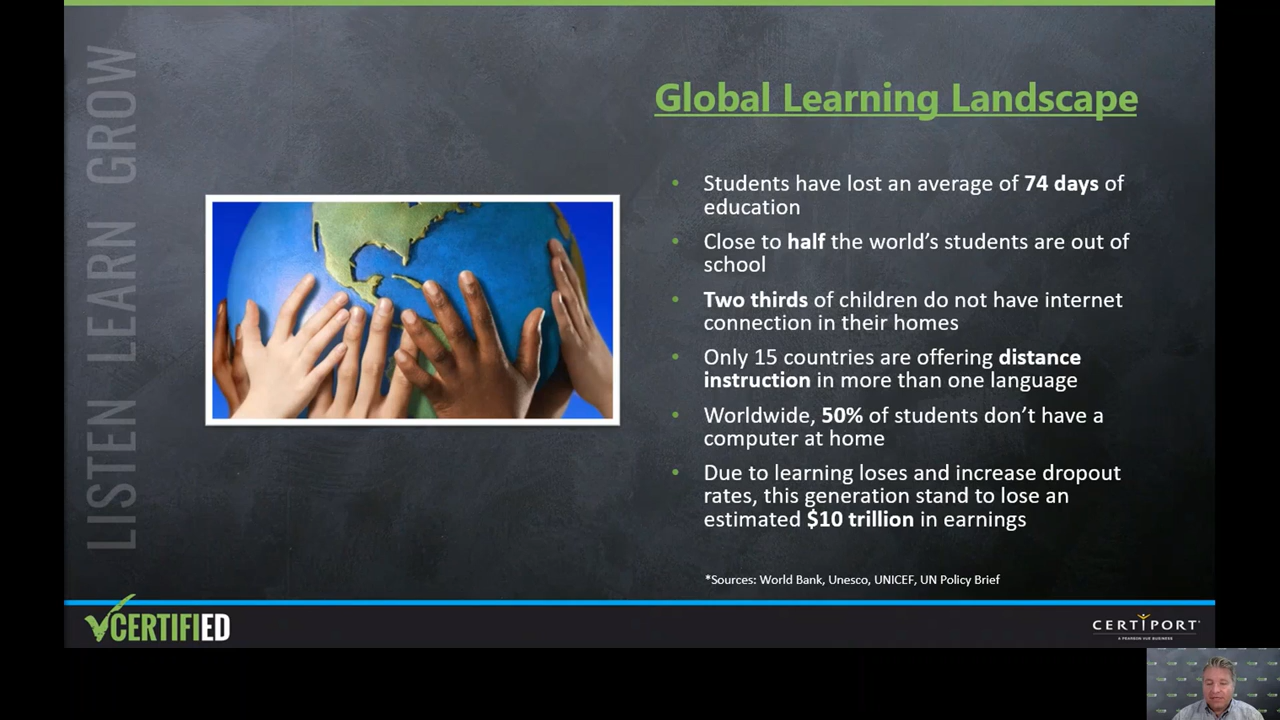 LISTEN LEARN GROW
Global Learning Landscape
• Students have lost an average of 74 days of
education
• Close to half the world's students are out of
school
• Two thirds of children do not have internet
connection in their homes
• Only 15 countries are offering distance
instruction in more than one language
• Worldwide, 50% of students don't have a
computer at home
• Due to learning loses and increase dropout
rates, this generation stand to lose an
estimated $10 trillion in earnings
*Sources: World Bank, Unesco, UNICEF, UN Policy Brief
CERTIFIED
CERTIPORT
A PEARSON VUE BUSINESS